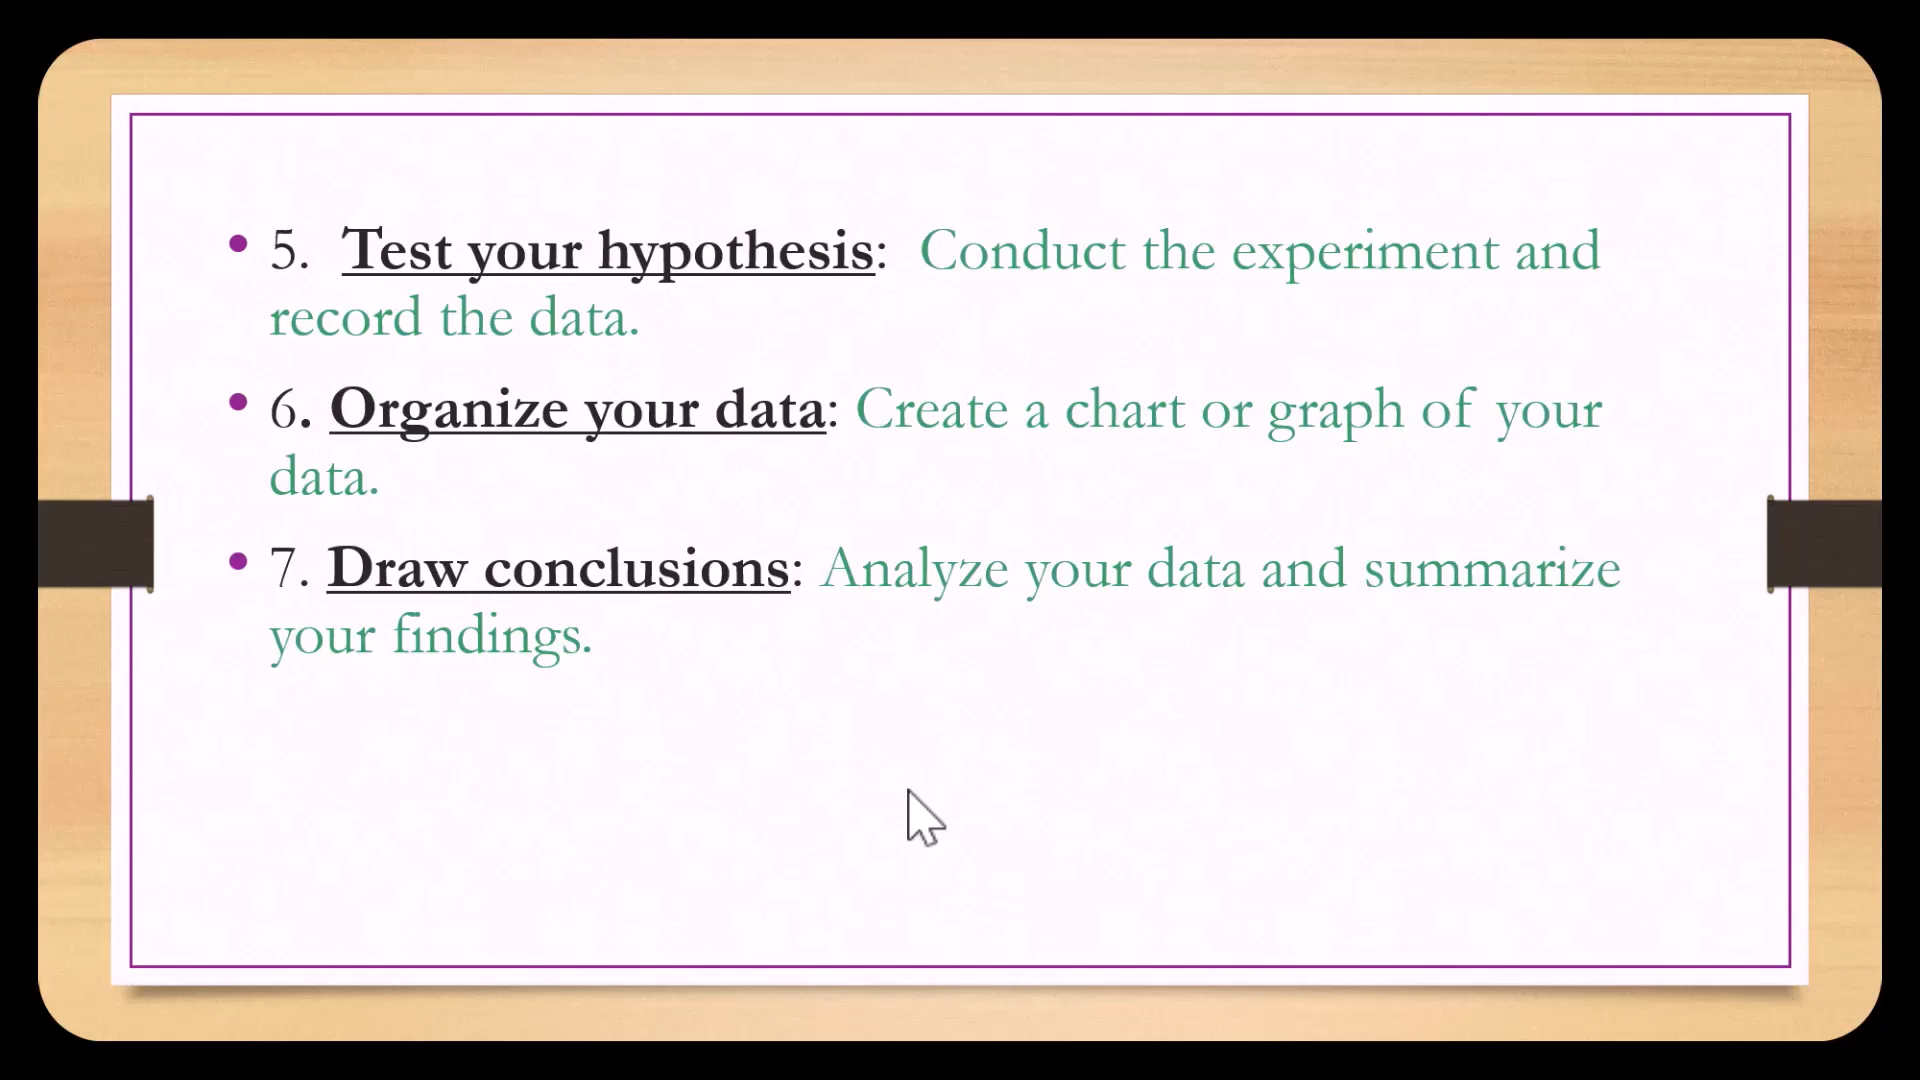 • 5. Test your hypothesis: Conduct the experiment and
record the data.
• 6. Organize your data: Create a chart or graph of your
data.
• 7. Draw conclusions: Analyze your data and summarize
your findings.